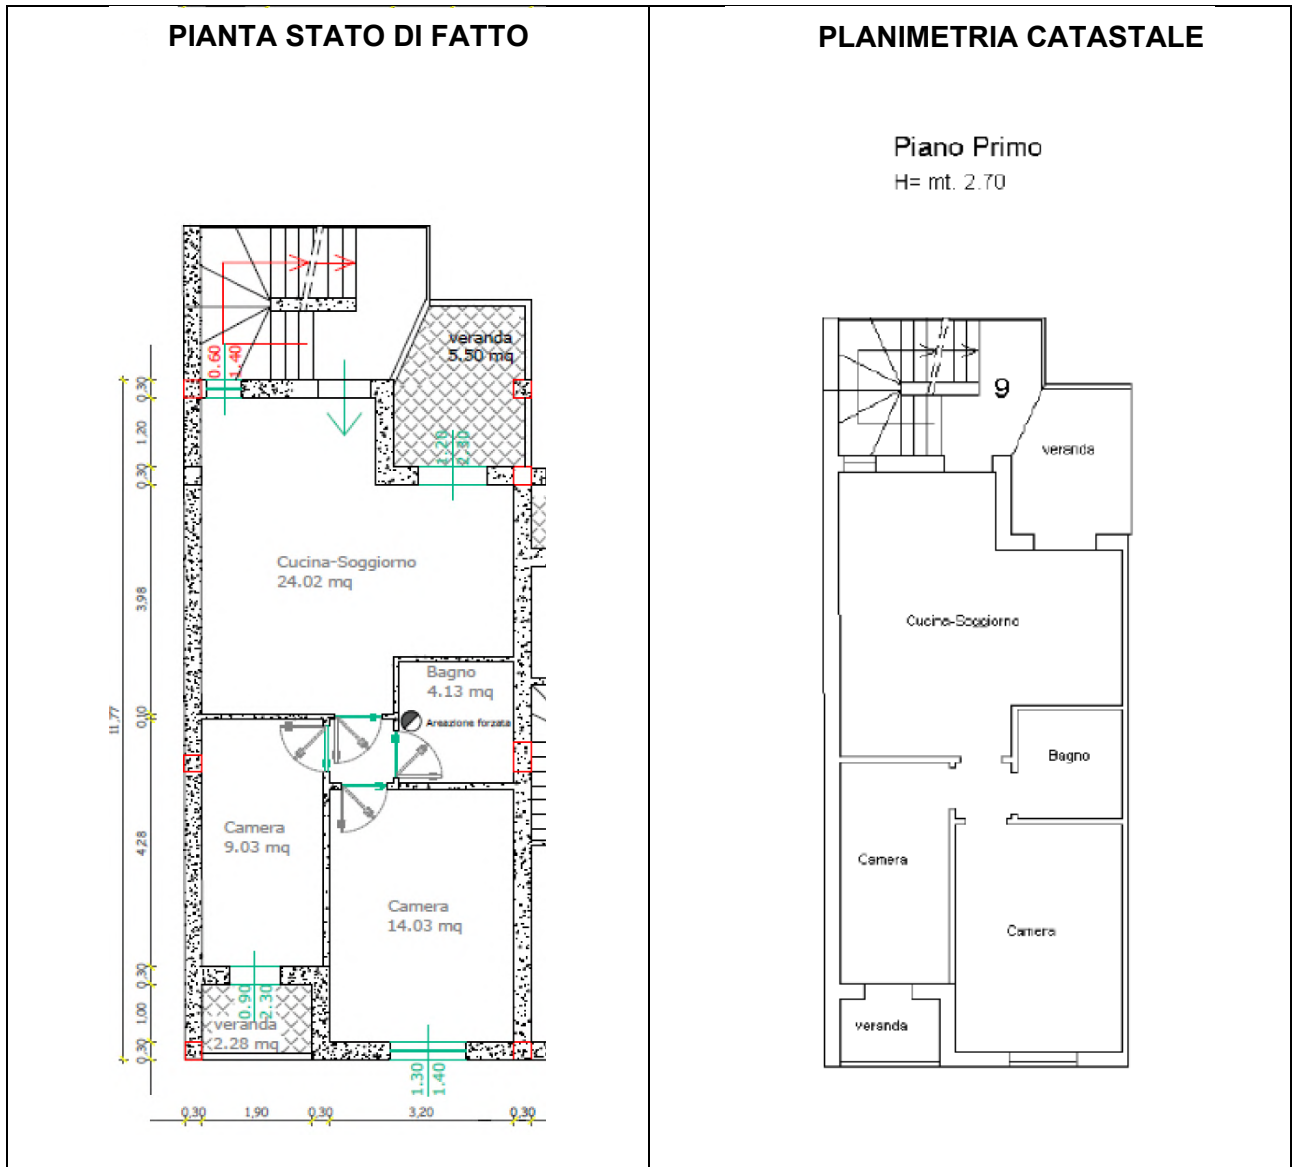 PIANTA STATO DI FATTO
veranda
5.50 mq
0.60
1.40
1.20
Cucina-Soggiorno
24.02 mq
Bagno
4.13 mq
Areazione forzata
Camera
9.03 mq
Camera
14.03 mq
0.90
2.30
veranda
2.28 mq
1.30
1.40
0,30
1,20
0,30
3,98
0,10
4,28
0,30
1,00
0,30
11,77
0,30
1,90
0,30
3,20
0,30
PLANIMETRIA CATASTALE
Piano Primo
H= mt. 2.70
9
veranda
Cucina-Soggiorno
Bagno
Camera
Camera
veranda